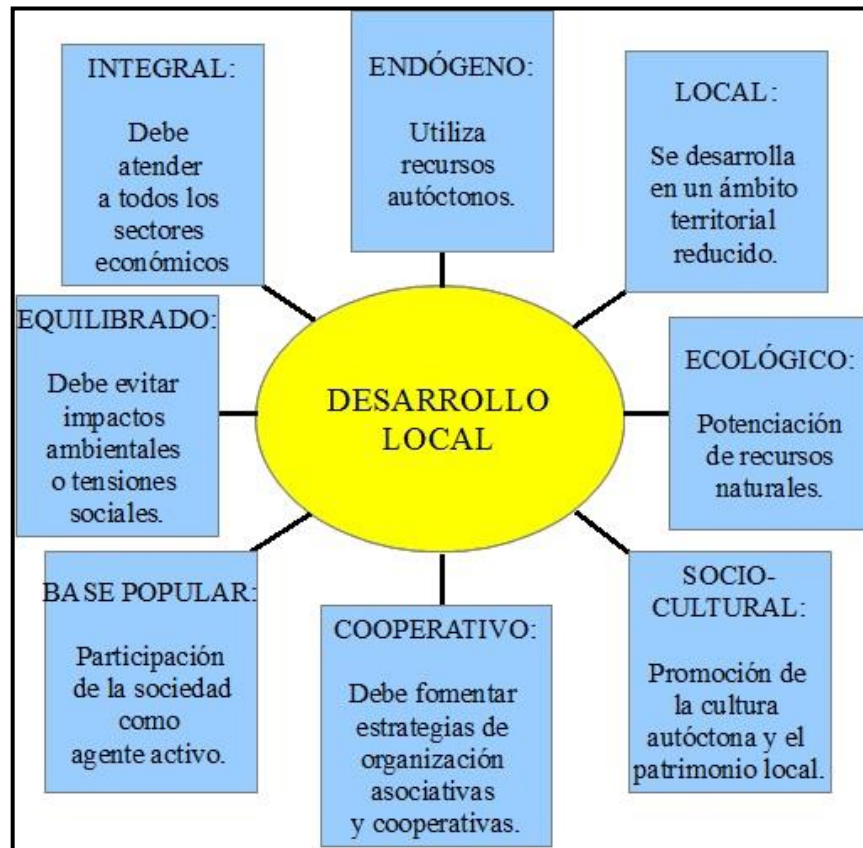 INTEGRAL:
Debe
atender
a todos los
sectores
económicos
ENDÓGENO:
Utiliza
recursos
autóctonos.
LOCAL:
Se desarrolla
en un ámbito
territorial
reducido.
EQUILIBRADO:
Debe evitar
impactos
ambientales
o tensiones
sociales.
DESARROLLO
LOCAL
ECOLÓGICO:
Potenciación
de recursos
naturales.
BASE POPULAR:
Participación
de la sociedad
como
agente activo.
COOPERATIVO:
Debe fomentar
estrategias de
organización
asociativas
y cooperativas.
SOCIO-
CULTURAL:
Promoción de
la cultura
autóctona y el
patrimonio local.